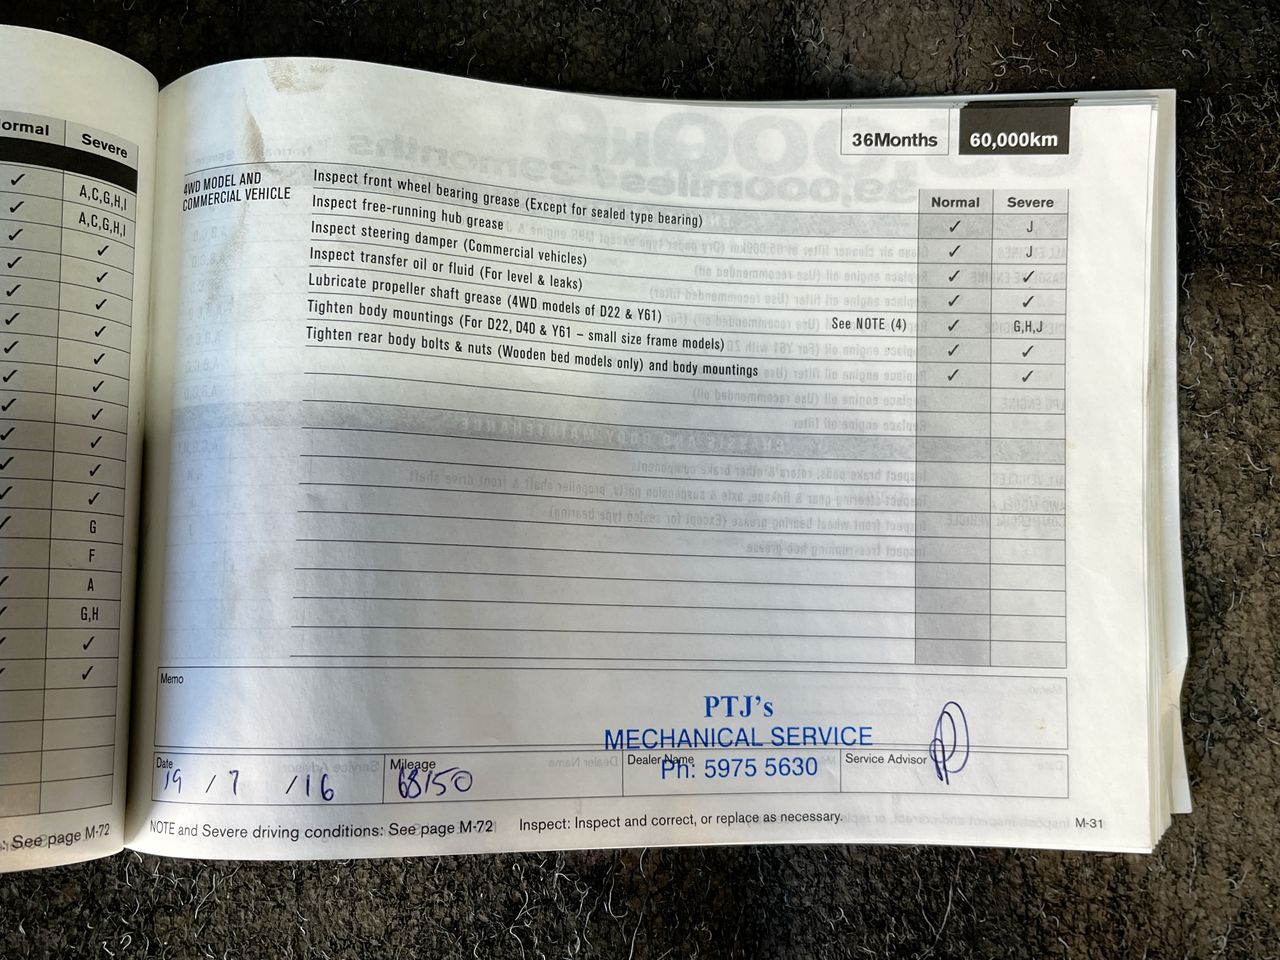 ormal Severe
✓ A,C,G,H,I
✓ A,C,G,H,I
✓ ✓
✓ ✓
✓ ✓
✓ ✓
✓ ✓
✓ ✓
✓ ✓
✓ ✓
✓ ✓
✓ ✓
✓ G
F
✓ A
✓ G,H
✓ ✓
✓ ✓
: See page M-72
36Months 60,000km
Normal Severe
4WD MODEL AND COMMERCIAL VEHICLE
Inspect front wheel bearing grease (Except for sealed type bearing) ✓ J
Inspect free-running hub grease ✓ J
Inspect steering damper (Commercial vehicles) ✓ ✓
Inspect transfer oil or fluid (For level & leaks) ✓ ✓
Lubricate propeller shaft grease (4WD models of D22 & Y61) See NOTE (4) ✓ G,H,J
Tighten body mountings (For D22, D40 & Y61 – small size frame models) ✓ ✓
Tighten rear body bolts & nuts (Wooden bed models only) and body mountings ✓ ✓
Memo
PTJ's
MECHANICAL SERVICE
Ph: 5975 5630
Date 19 / 7 / 16
Mileage 68150
Dealer Name
Service Advisor
NOTE and Severe driving conditions: See page M-72 Inspect: Inspect and correct, or replace as necessary. M-31